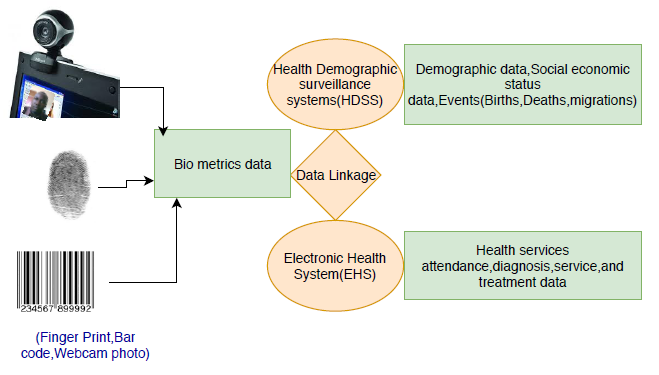 Health Demographic
surveillance
systems(HDSS)
Demographic data,Social economic
status
data,Events(Births,Deaths,migrations)
Bio metrics data
Data Linkage
Electronic Health
System(EHS)
Health services
attendance,diagnosis,service,and
treatment data
234567 899992
(Finger Print,Bar
code,Webcam photo)